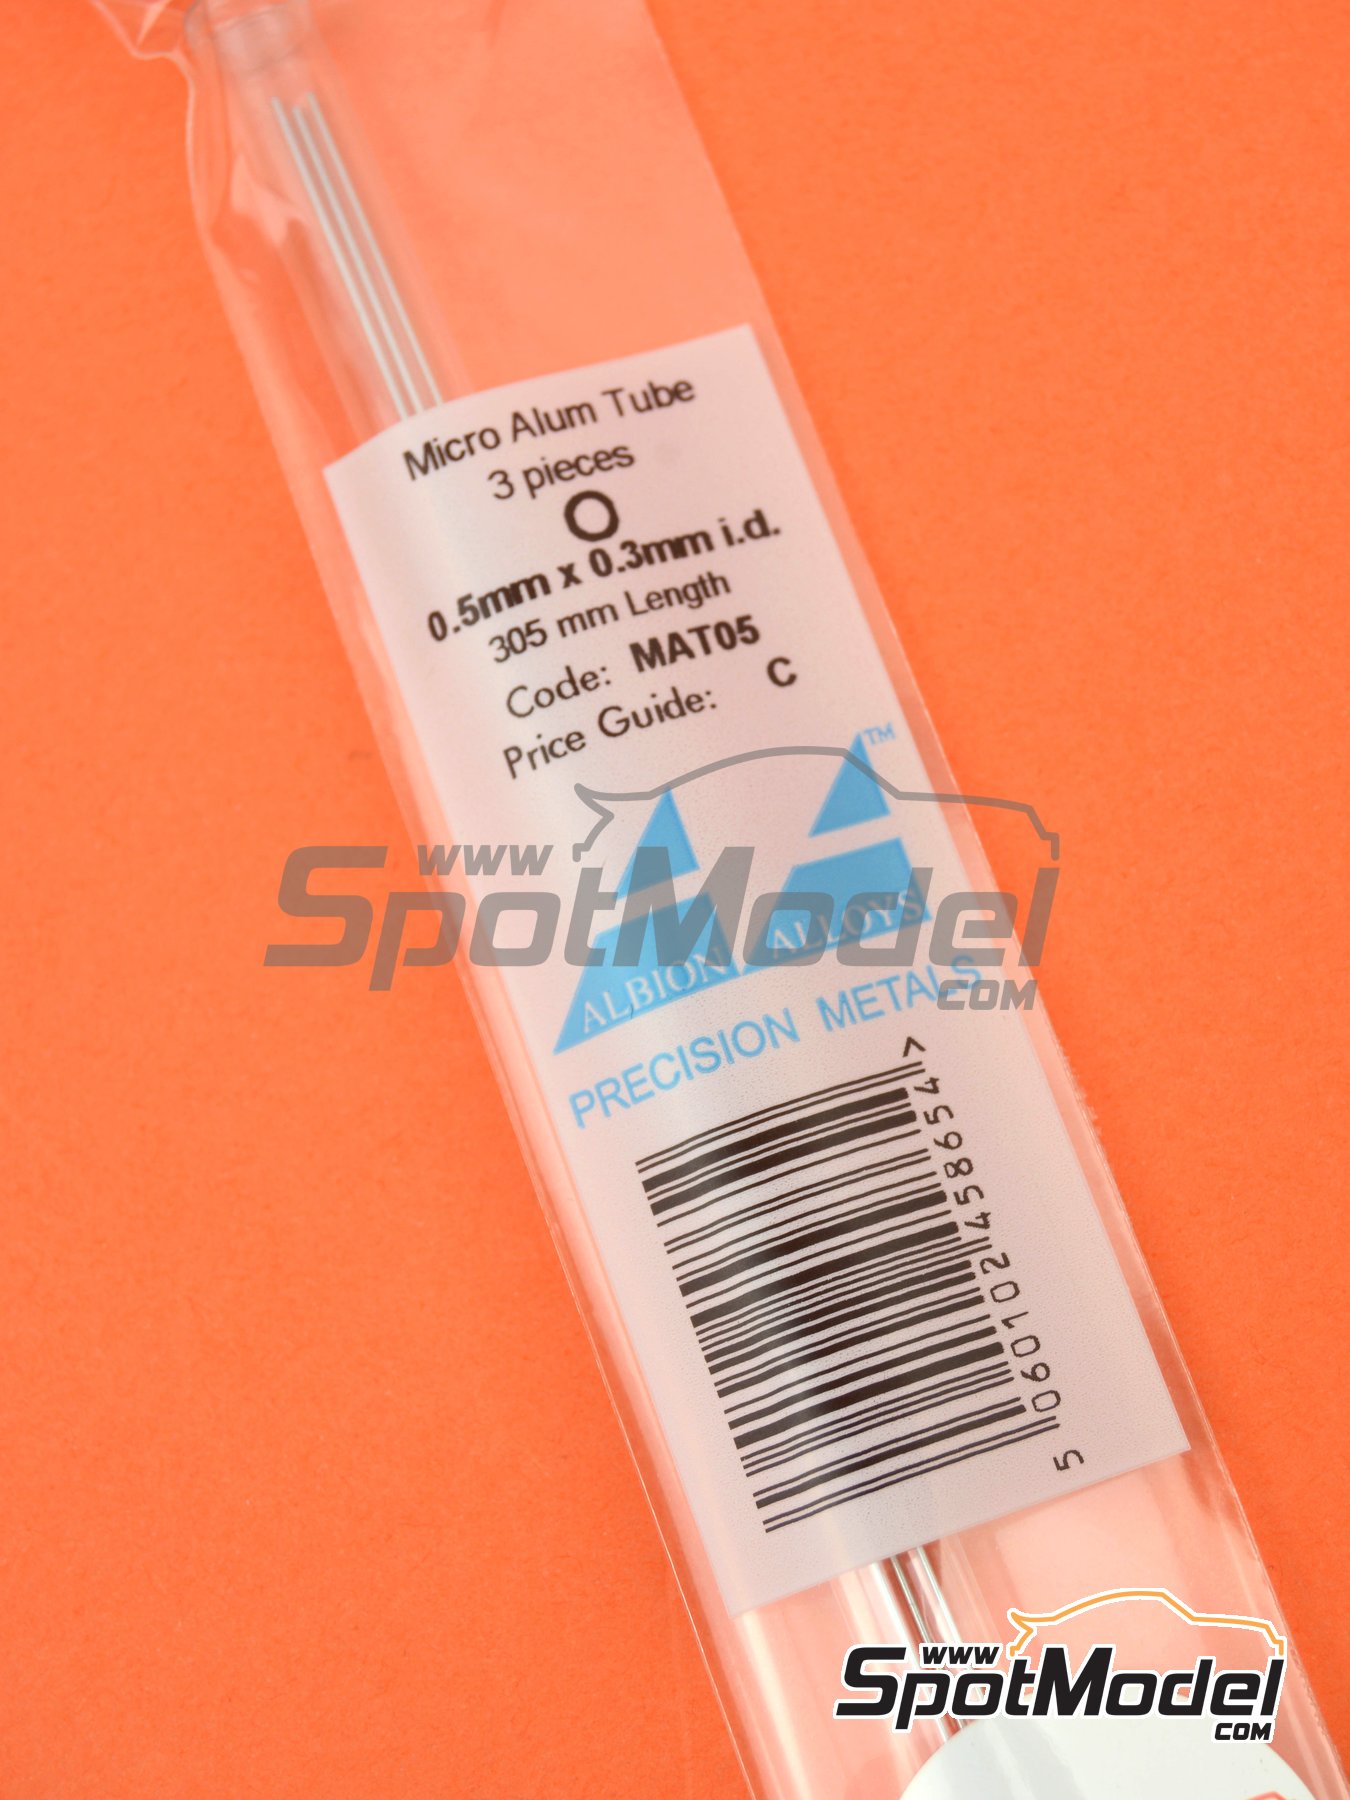 Micro Alum Tube
3 pieces
0.5mm x 0.3mm i.d.
305 mm Length
Code: MAT05
Price Guide: C
TM
www
SpotModel
.COM
ALBION ALLOYS
PRECISION METALS
5 060102 458654 >
www
SpotModel
.COM